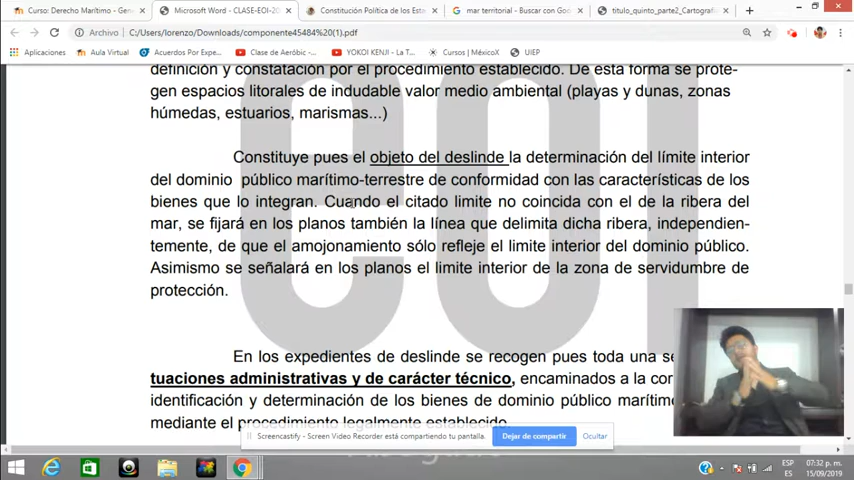 Curso: Derecho Marítimo - Gen
Microsoft Word - CLASE-EOI-20
Constitución Política de los Esta
mar territorial - Buscar con Goo
titulo_quinto_parte2_Cartografi
Archivo | C:/Users/lorenzo/Downloads/componente45484%20(1).pdf
Aplicaciones
Aula Virtual
Acuerdos Por Expe...
Clase de Aeróbic -...
YOKOI KENJI - La T...
Cursos |MéxicoX
UIEP
definición y constatación por el procedimiento establecido. De esta forma se prote-
gen espacios litorales de indudable valor medio ambiental (playas y dunas, zonas
húmedas, estuarios, marismas...)
Constituye pues el objeto del deslinde la determinación del límite interior
del dominio público marítimo-terrestre de conformidad con las características de los
bienes que lo integran. Cuando el citado limite no coincida con el de la ribera del
mar, se fijará en los planos también la línea que delimita dicha ribera, independien-
temente, de que el amojonamiento sólo refleje el limite interior del dominio público.
Asimismo se señalará en los planos el limite interior de la zona de servidumbre de
protección.
En los expedientes de deslinde se recogen pues toda una se
tuaciones administrativas y de carácter técnico, encaminados a la cor
identificación y determinación de los bienes de dominio público marítim
mediante el procedimiento legalmente establecido.
eoi
Screencastify - Screen Video Recorder está compartiendo tu pantalla.
Dejar de compartir
Ocultar
ESP
ES
07:32 p. m.
15/09/2019